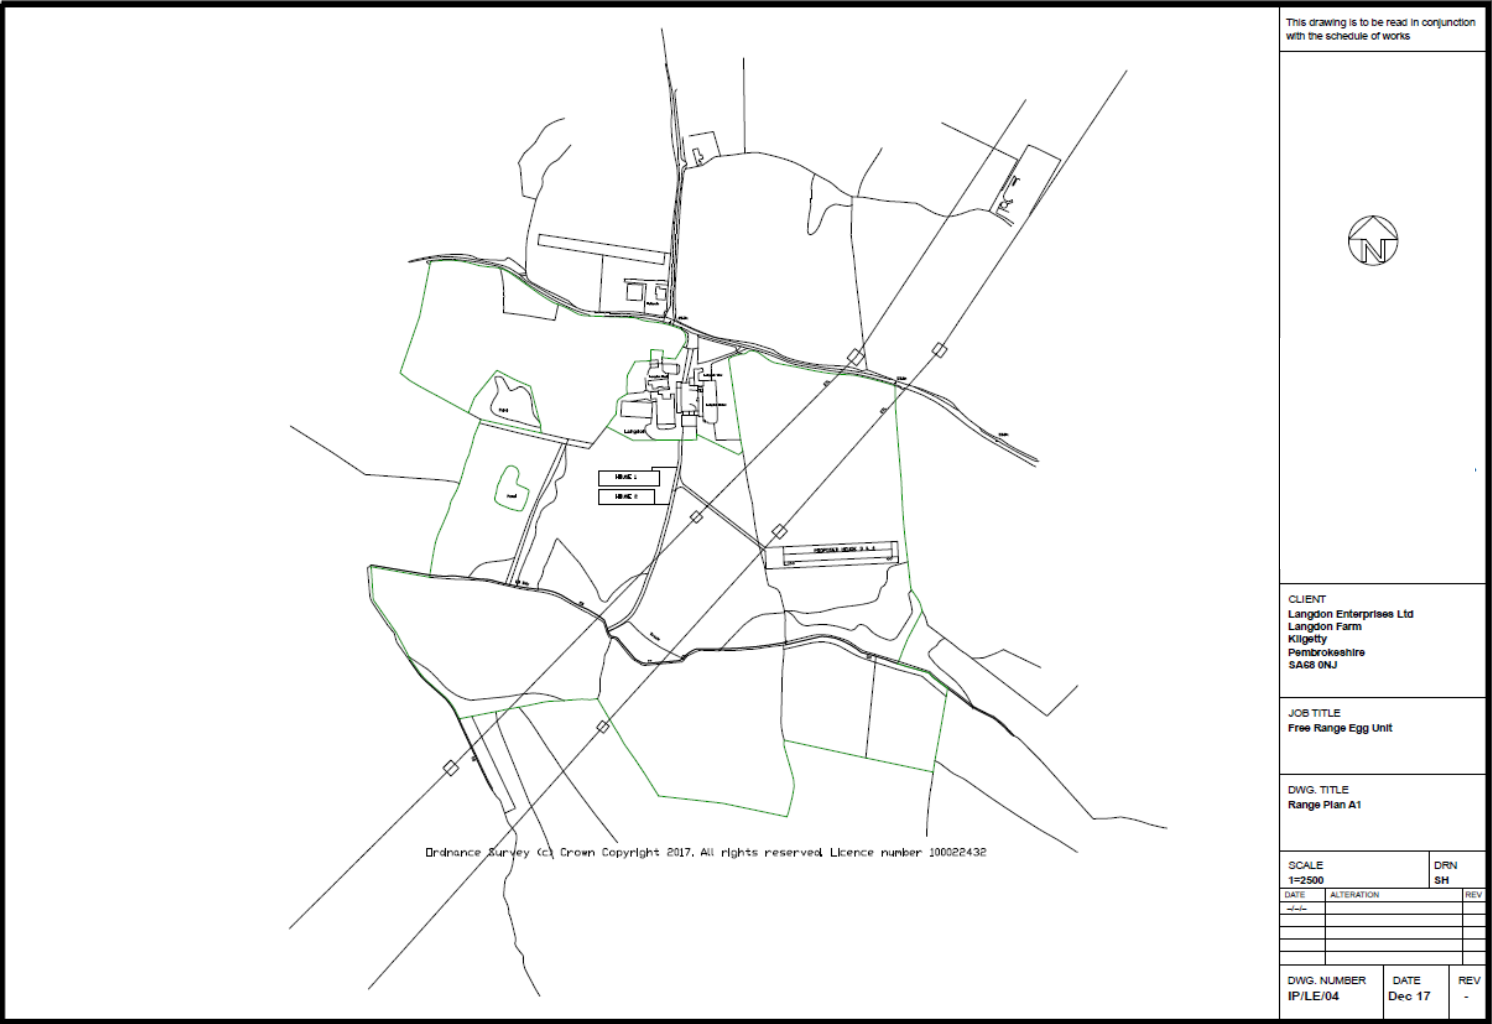 This drawing is to be read in conjunction
with the schedule of works
N
Pond
Langdon
Pond
Ordnance Survey (c) Crown Copyright 2017. All rights reserved. Licence number 100022432
CLIENT
Langdon Enterprises Ltd
Langdon Farm
Kilgetty
Pembrokeshire
SA68 0NJ
JOB TITLE
Free Range Egg Unit
DWG. TITLE
Range Plan A1
SCALE DRN
1=2500 SH
DATE ALTERATION REV
-/-/-
DWG. NUMBER DATE REV
IP/LE/04 Dec 17 -